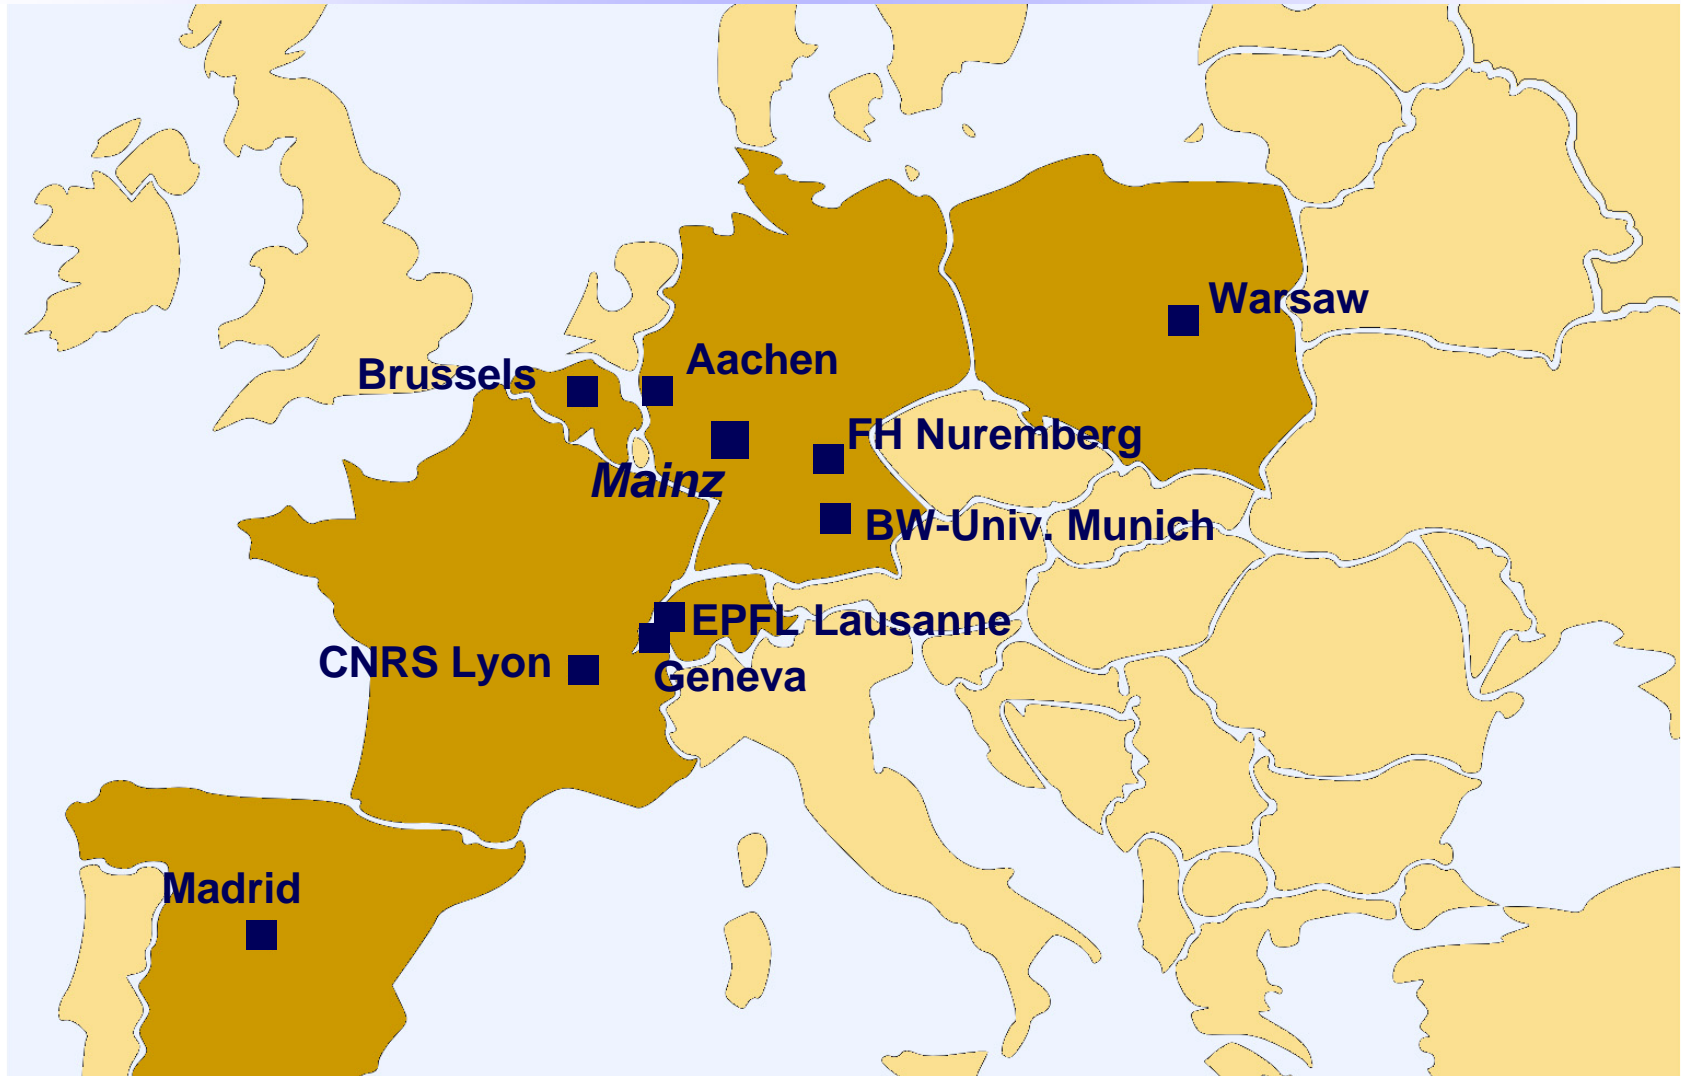 Warsaw
Aachen
Brussels
FH Nuremberg
Mainz
BW-Univ. Munich
EPFL Lausanne
CNRS Lyon
Geneva
Madrid